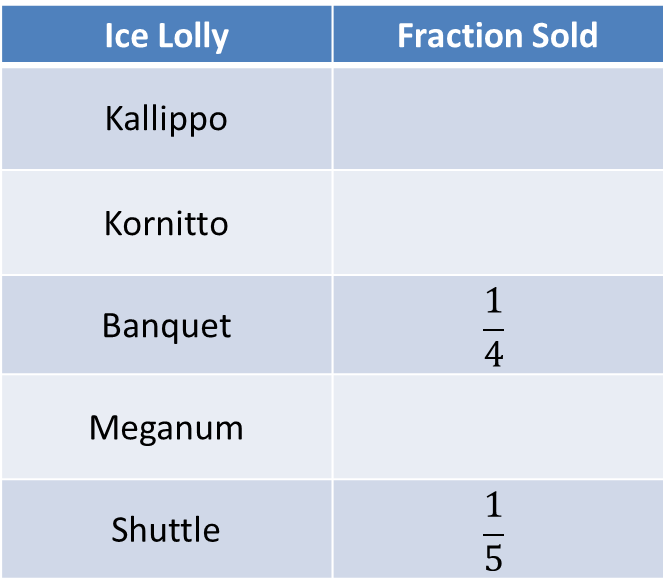 Ice Lolly Fraction Sold
Kallippo
Kornitto
Banquet 1/4
Meganum
Shuttle 1/5